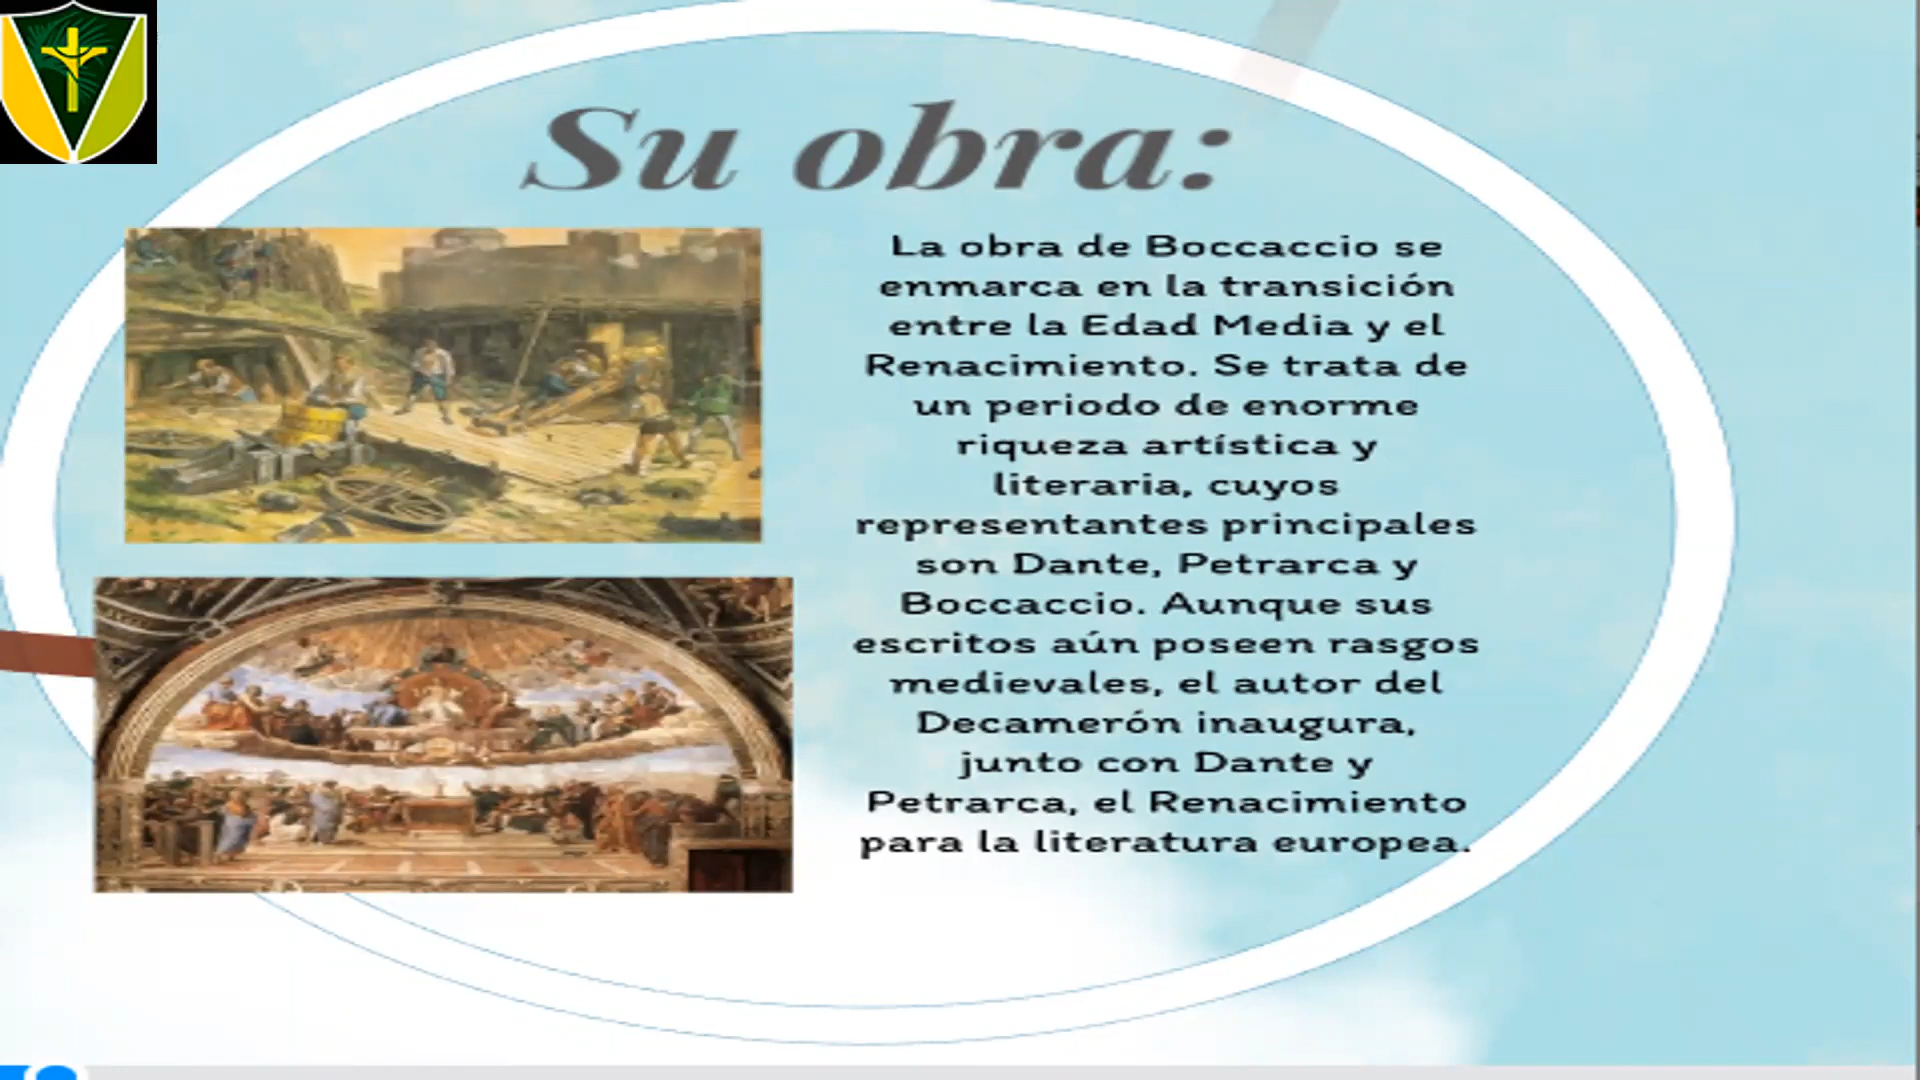 Su obra:
La obra de Boccaccio se
enmarca en la transición
entre la Edad Media y el
Renacimiento. Se trata de
un periodo de enorme
riqueza artística y
literaria, cuyos
representantes principales
son Dante, Petrarca y
Boccaccio. Aunque sus
escritos aún poseen rasgos
medievales, el autor del
Decamerón inaugura,
junto con Dante y
Petrarca, el Renacimiento
para la literatura europea.